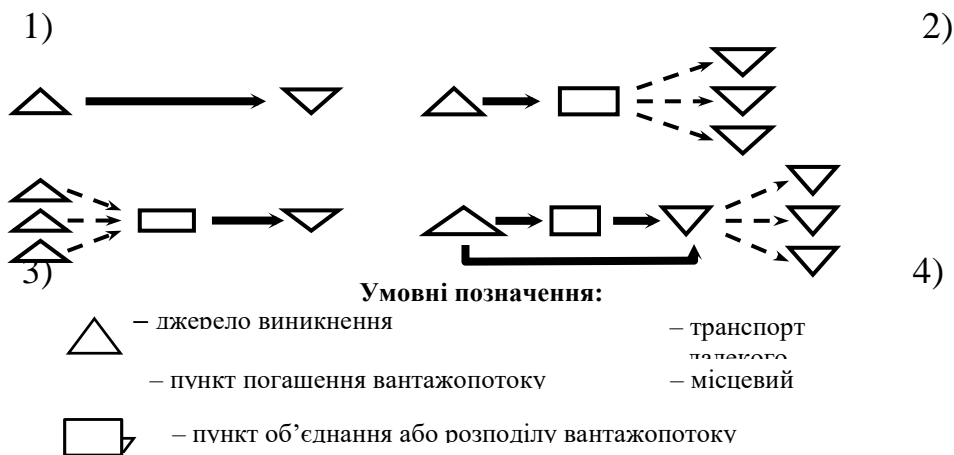 1) 2)
3) 4)
Умовні позначення:
– джерело виникнення – транспорт
далекого
– пункт погашення вантажопотоку – місцевий
– пункт об’єднання або розподілу вантажопотоку